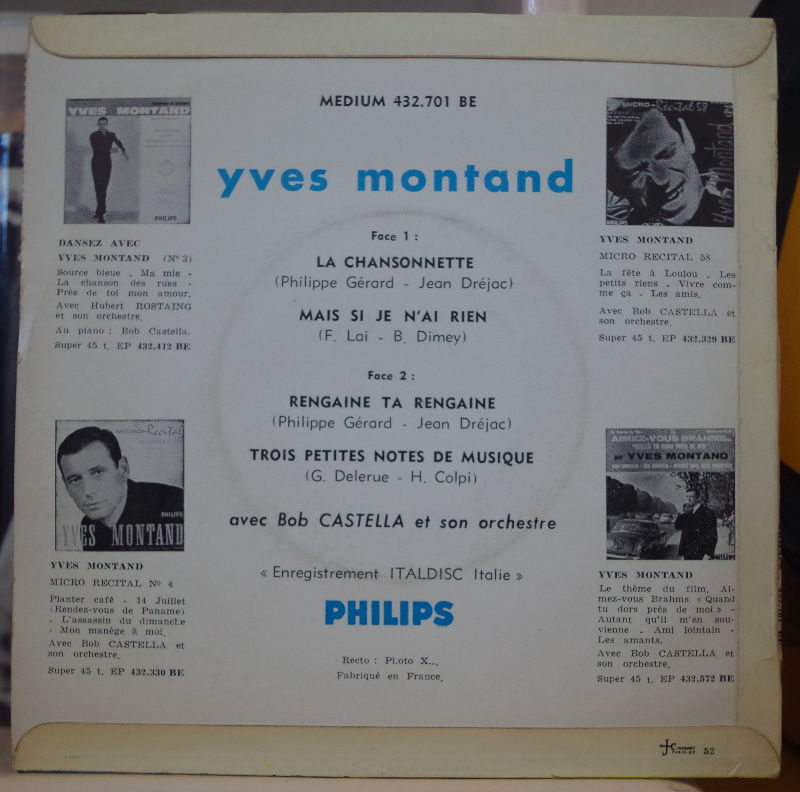 MEDIUM 432.701 BE
yves montand
Face 1 :
LA CHANSONNETTE
(Philippe Gérard - Jean Dréjac)
MAIS SI JE N'AI RIEN
(F. Lai - B. Dimey)
Face 2 :
RENGAINE TA RENGAINE
(Philippe Gérard - Jean Dréjac)
TROIS PETITES NOTES DE MUSIQUE
(G. Delerue - H. Colpi)
avec Bob CASTELLA et son orchestre
« Enregistrement ITALDISC Italie »
PHILIPS
Recto : Photo X...
Fabriqué en France.
YVES MONTAND
PHILIPS
DANSEZ AVEC
YVES MONTAND (N° 3)
Source bleue - Ma mie -
La chanson des rues -
Près de toi mon amour.
Avec Hubert ROSTAING
et son orchestre.
Au piano : Bob Castella.
Super 45 t. EP 432.412 BE
MICRO-Récital
PHILIPS
YVES MONTAND
YVES MONTAND
MICRO RECITAL N° 4
Planter café - 14 Juillet
(Rendez-vous de Paname)
- L'assassin du dimanche
- Mon manège à moi.
Avec Bob CASTELLA et
son orchestre.
Super 45 t. EP 432.330 BE
MICRO-Récital 58
Yves Montand
PHILIPS
YVES MONTAND
MICRO RECITAL 58
La fête à Loulou - Les
petits riens - Vivre com-
me ça - Les amis.
Avec Bob CASTELLA et
son orchestre.
Super 45 t. EP 432.329 BE
AIMEZ-VOUS BRAHMS...
PAR YVES MONTAND
PHILIPS
YVES MONTAND
Le thème du film, Ai-
mez-vous Brahms « Quand
tu dors près de moi » -
Autant qu'il m'en sou-
vienne - Ami lointain -
Les amants.
Avec Bob CASTELLA et
son orchestre.
Super 45 t. EP 432.572 BE
52